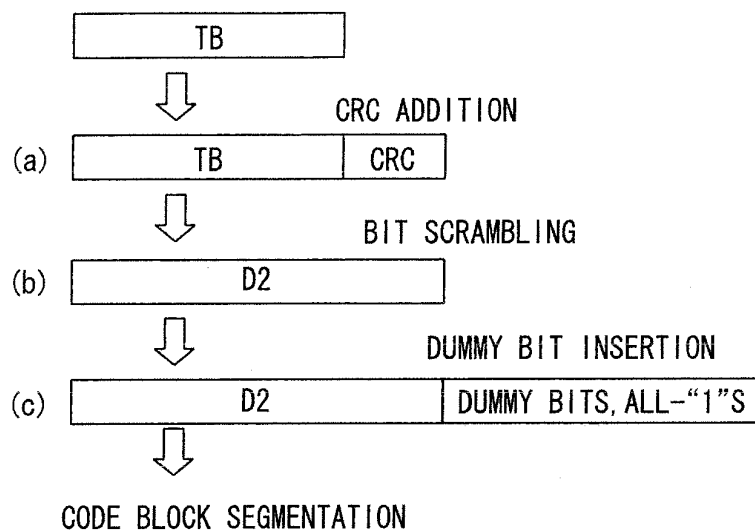 TB
CRC ADDITION
(a) TB CRC
BIT SCRAMBLING
(b) D2
DUMMY BIT INSERTION
(c) D2 DUMMY BITS, ALL-“1”S
CODE BLOCK SEGMENTATION